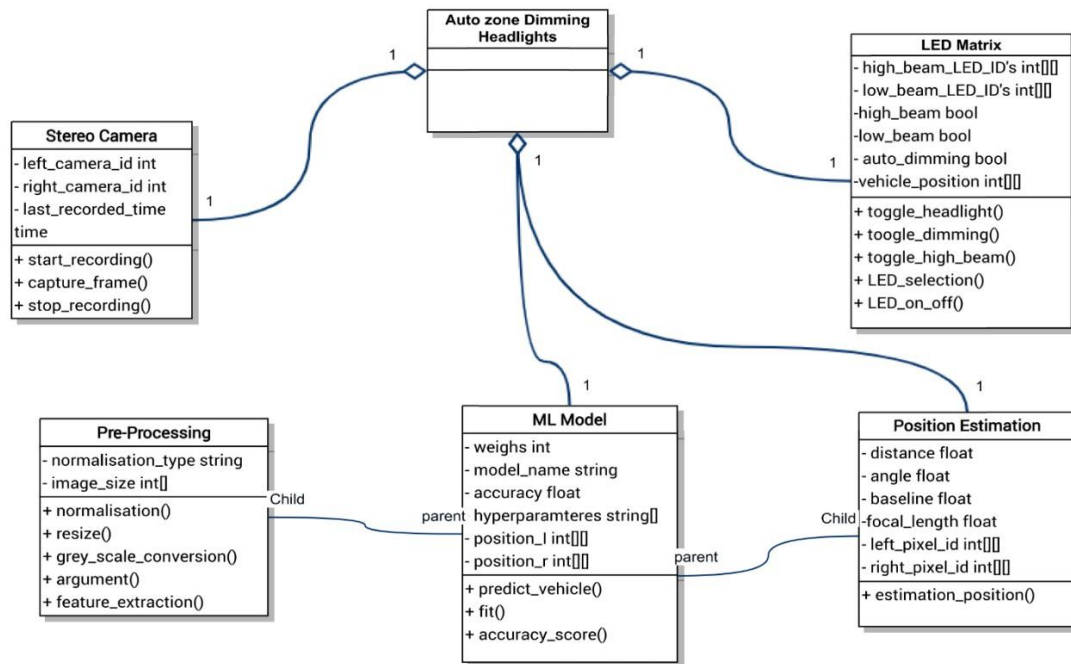 Auto zone Dimming
Headlights
1
1
1
1
1
Stereo Camera
- left_camera_id int
- right_camera_id int
- last_recorded_time
time
+ start_recording()
+ capture_frame()
+ stop_recording()
LED Matrix
- high_beam_LED_ID's int[][]
- low_beam_LED_ID's int[][]
-high_beam bool
-low_beam bool
- auto_dimming bool
-vehicle_position int[][]
+ toggle_headlight()
+ toogle_dimming()
+ toggle_high_beam()
+ LED_selection()
+ LED_on_off()
1
1
Pre-Processing
- normalisation_type string
- image_size int[]
+ normalisation()
+ resize()
+ grey_scale_conversion()
+ argument()
+ feature_extraction()
Child
parent
ML Model
- weighs int
- model_name string
- accuracy float
hyperparamteres string[]
- position_l int[][]
- position_r int[][]
+ predict_vehicle()
+ fit()
+ accuracy_score()
parent
Child
Position Estimation
- distance float
- angle float
- baseline float
-focal_length float
- left_pixel_id int[][]
- right_pixel_id int[][]
+ estimation_position()